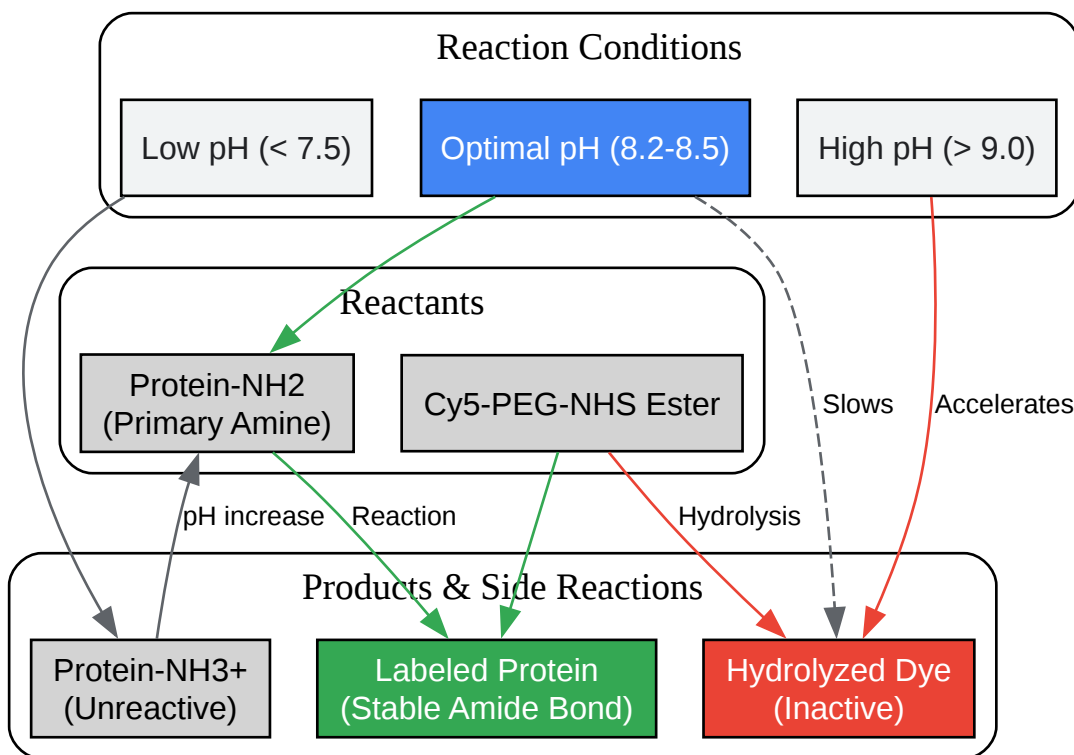 Reaction Conditions
Low pH (< 7.5)
Optimal pH (8.2-8.5)
High pH (> 9.0)
Reactants
Protein-NH2
(Primary Amine)
Cy5-PEG-NHS Ester
Slows
Accelerates
pH increase
Reaction
Hydrolysis
Products & Side Reactions
Protein-NH3+
(Unreactive)
Labeled Protein
(Stable Amide Bond)
Hydrolyzed Dye
(Inactive)